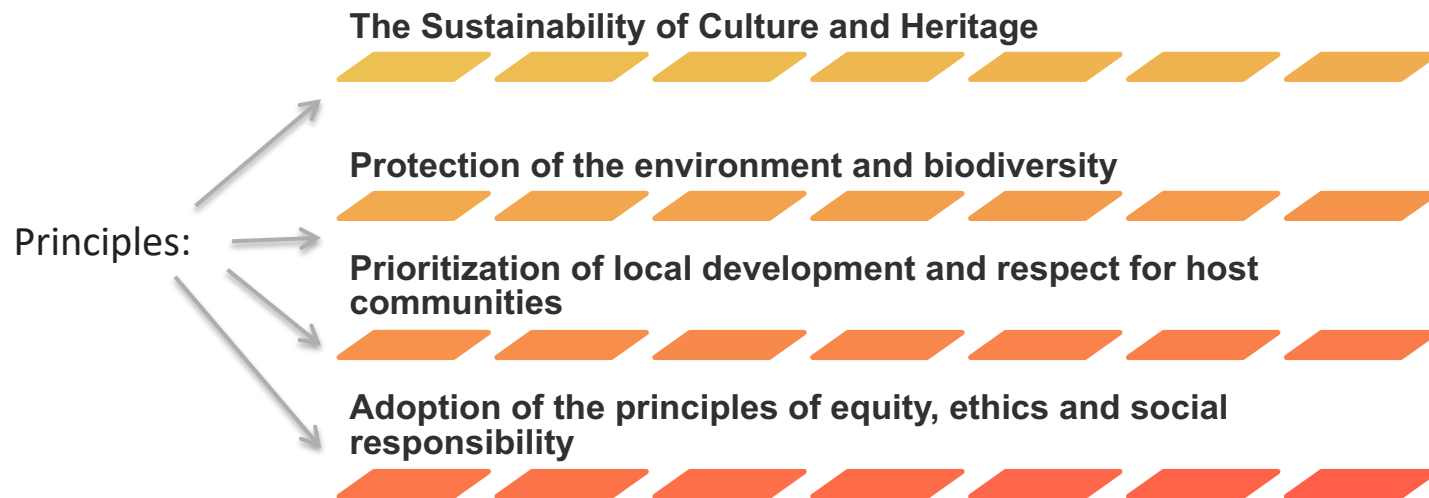 The Sustainability of Culture and Heritage
Protection of the environment and biodiversity
Principles:
Prioritization of local development and respect for host
communities
Adoption of the principles of equity, ethics and social
responsibility